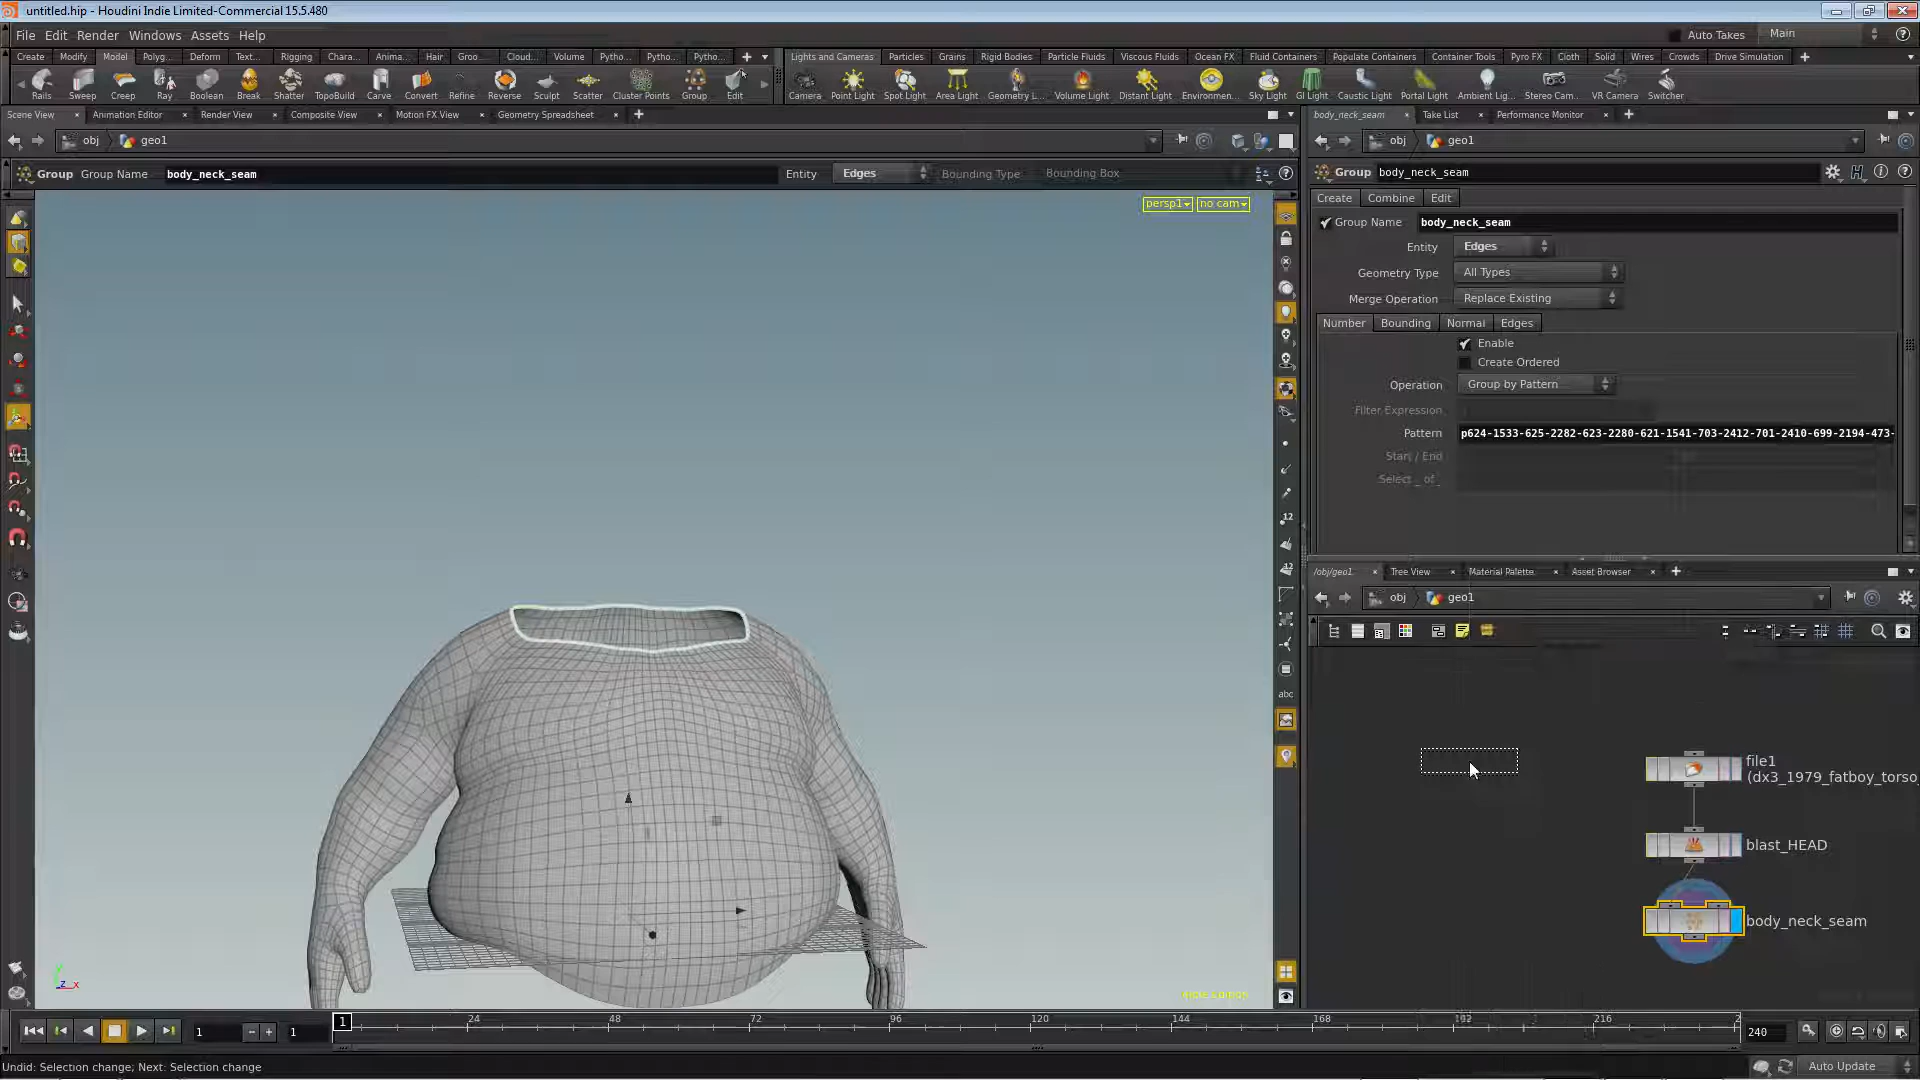 untitled.hip - Houdini Indie Limited-Commercial 15.5.480
File Edit Render Windows Assets Help
Auto Takes Main
Create Modify Model Polyg... Deform Text... Rigging Chara... Anima... Hair Groo... Cloud... Volume Pytho... Pytho... Pytho...
Lights and Cameras Particles Grains Rigid Bodies Particle Fluids Viscous Fluids Ocean FX Fluid Containers Populate Containers Container Tools Pyro FX Cloth Solid Wires Crowds Drive Simulation
Rails Sweep Creep Ray Boolean Break Shatter TopoBuild Carve Convert Refine Reverse Sculpt Scatter Cluster Points Group Edit
Camera Point Light Spot Light Area Light Geometry L... Volume Light Distant Light Environmen... Sky Light GI Light Caustic Light Portal Light Ambient Lig... Stereo Cam... VR Camera Switcher
Scene View Animation Editor Render View Composite View Motion FX View Geometry Spreadsheet
body_neck_seam Take List Performance Monitor
obj geo1
obj geo1
Group Group Name body_neck_seam Entity Edges Bounding Type Bounding Box
Group body_neck_seam
persp1 no cam
Create Combine Edit
Group Name body_neck_seam
Entity Edges
Geometry Type All Types
Merge Operation Replace Existing
Number Bounding Normal Edges
Enable
Create Ordered
Operation Group by Pattern
Filter Expression
Pattern p624-1533-625-2282-623-2280-621-1541-703-2412-701-2410-699-2194-473-
Start / End
Select _ of _
/obj/geo1 Tree View Material Palette Asset Browser
obj geo1
12
12
abc
file1
(dx3_1979_fatboy_torso
blast_HEAD
body_neck_seam
y z x
1 1 1 24 48 72 96 120 144 168 192 216 2 240
Undid: Selection change; Next: Selection change
Auto Update